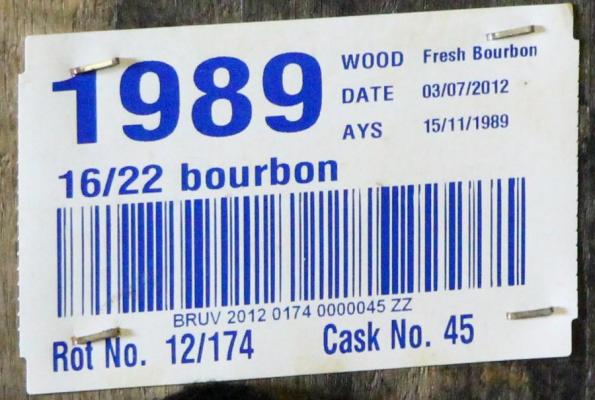 1989
WOOD Fresh Bourbon
DATE 03/07/2012
AYS 15/11/1989
16/22 bourbon
BRUV 2012 0174 0000045 ZZ
Rot No. 12/174 Cask No. 45